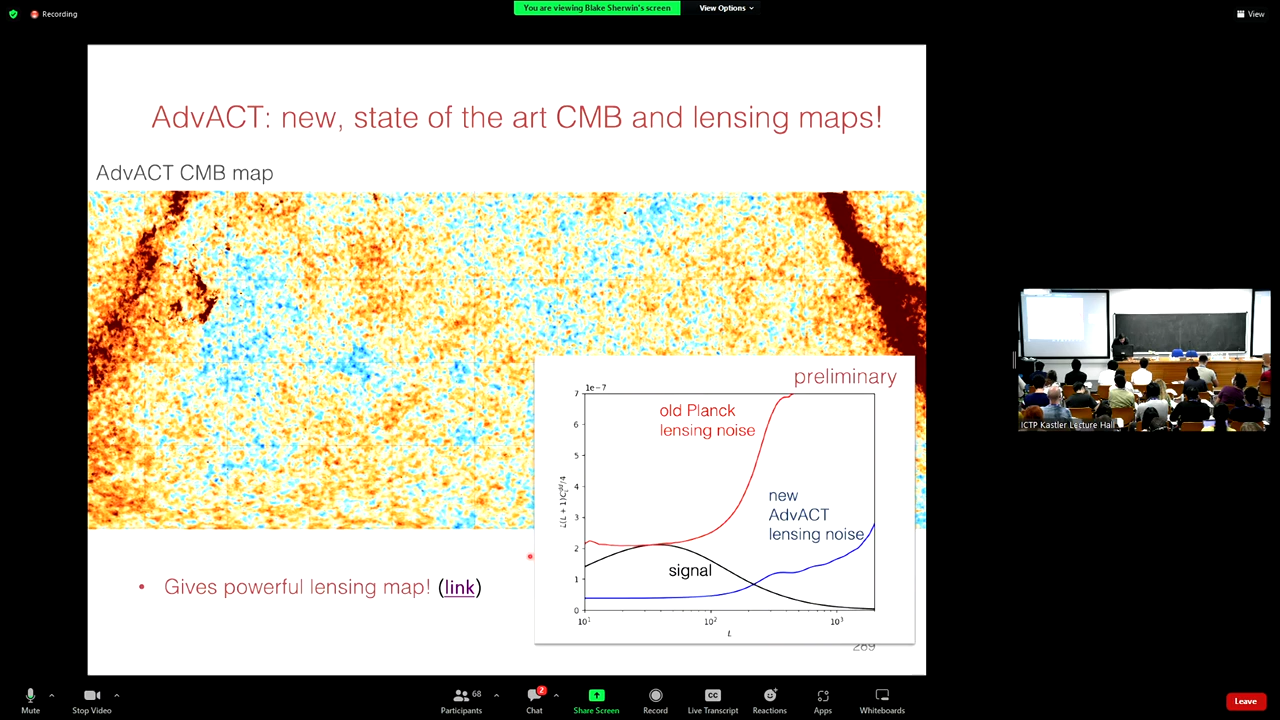 Recording
You are viewing Blake Sherwin's screen
View Options
View
AdvACT: new, state of the art CMB and lensing maps!
AdvACT CMB map
preliminary
1e−7
old Planck
lensing noise
new
AdvACT
lensing noise
signal
7
6
5
4
3
2
1
0
10¹
10²
10³
L
• Gives powerful lensing map! (link)
289
ICTP Kastler Lecture Hall
Mute
Stop Video
68
Participants
2
Chat
Share Screen
Record
CC
Live Transcript
Reactions
Apps
Whiteboards
Leave